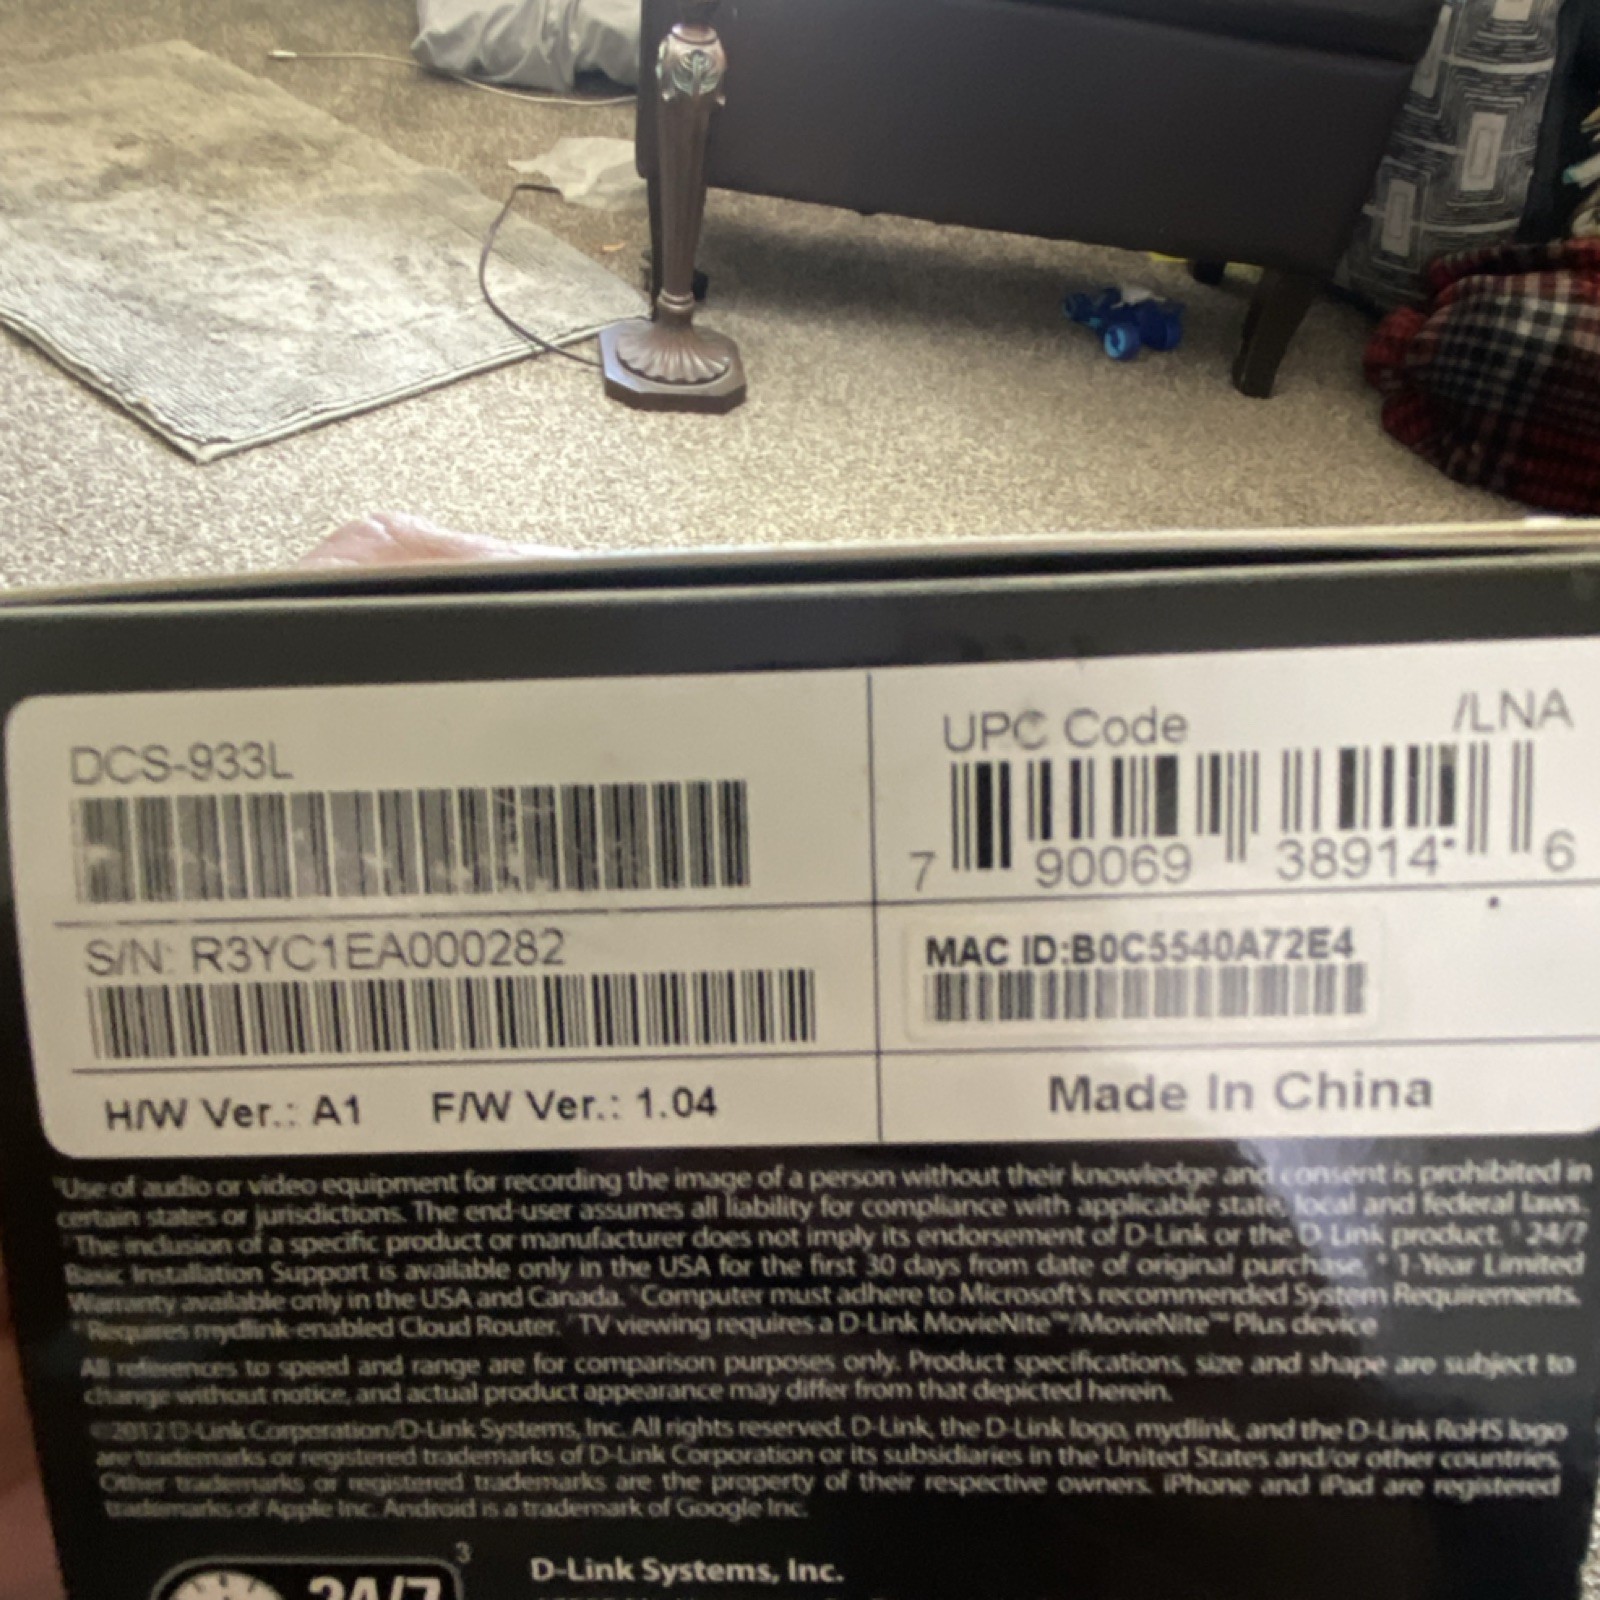 DCS-933L
UPC Code /LNA
7 90069 38914 6
S/N: R3YC1EA000282
MAC ID:B0C5540A72E4
H/W Ver.: A1 F/W Ver.: 1.04
Made In China
Use of audio or video equipment for recording the image of a person without their knowledge and consent is prohibited in
certain states or jurisdictions. The end-user assumes all liability for compliance with applicable state, local and federal laws.
The inclusion of a specific product or manufacturer does not imply its endorsement of D-Link or the D-Link product. 24/7
Basic Installation Support is available only in the USA for the first 30 days from date of original purchase. 1-Year Limited
Warranty available only in the USA and Canada. Computer must adhere to Microsoft's recommended System Requirements.
Requires mydlink-enabled Cloud Router. TV viewing requires a D-Link MovieNite™/MovieNite™ Plus device
All references to speed and range are for comparison purposes only. Product specifications, size and shape are subject to
change without notice, and actual product appearance may differ from that depicted herein.
©2012 D-Link Corporation/D-Link Systems, Inc. All rights reserved. D-Link, the D-Link logo, mydlink, and the D-Link RoHS logo
are trademarks or registered trademarks of D-Link Corporation or its subsidiaries in the United States and/or other countries.
Other trademarks or registered trademarks are the property of their respective owners. iPhone and iPad are registered
trademarks of Apple Inc. Android is a trademark of Google Inc.
24/7 3
D-Link Systems, Inc.